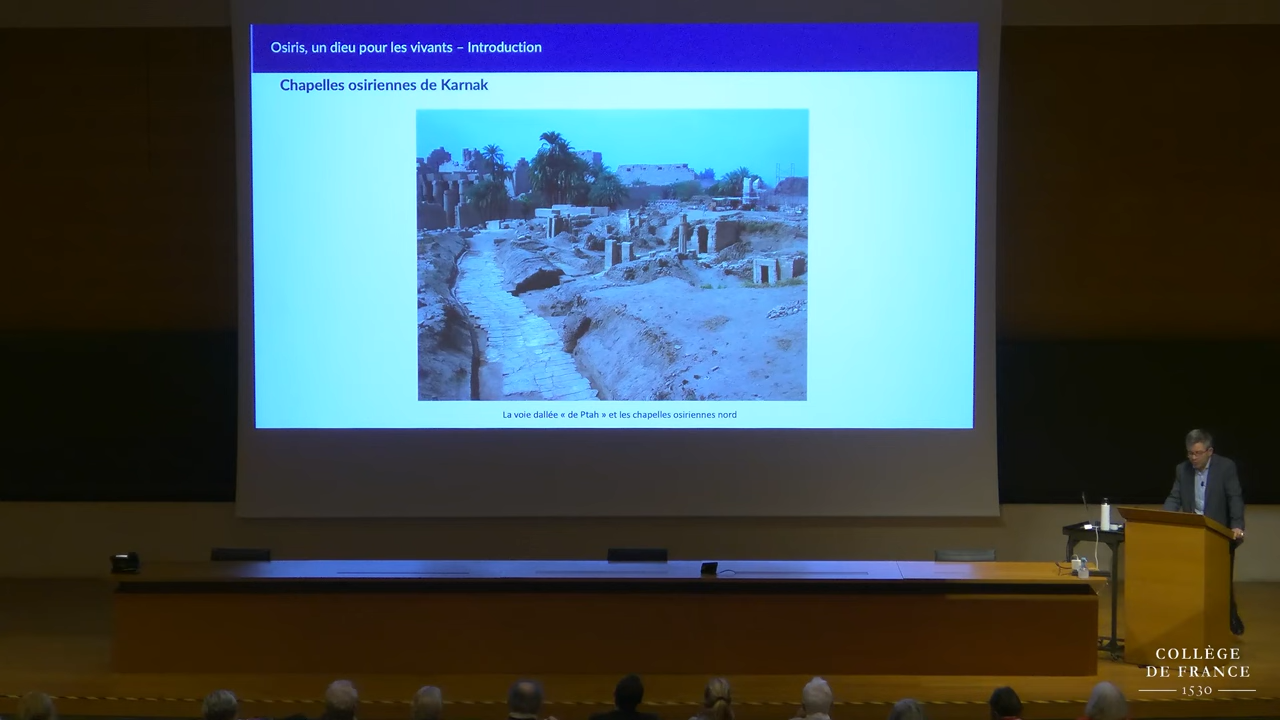 Osiris, un dieu pour les vivants – Introduction
Chapelles osiriennes de Karnak
La voie dallée « de Ptah » et les chapelles osiriennes nord
COLLÈGE
DE FRANCE
1530